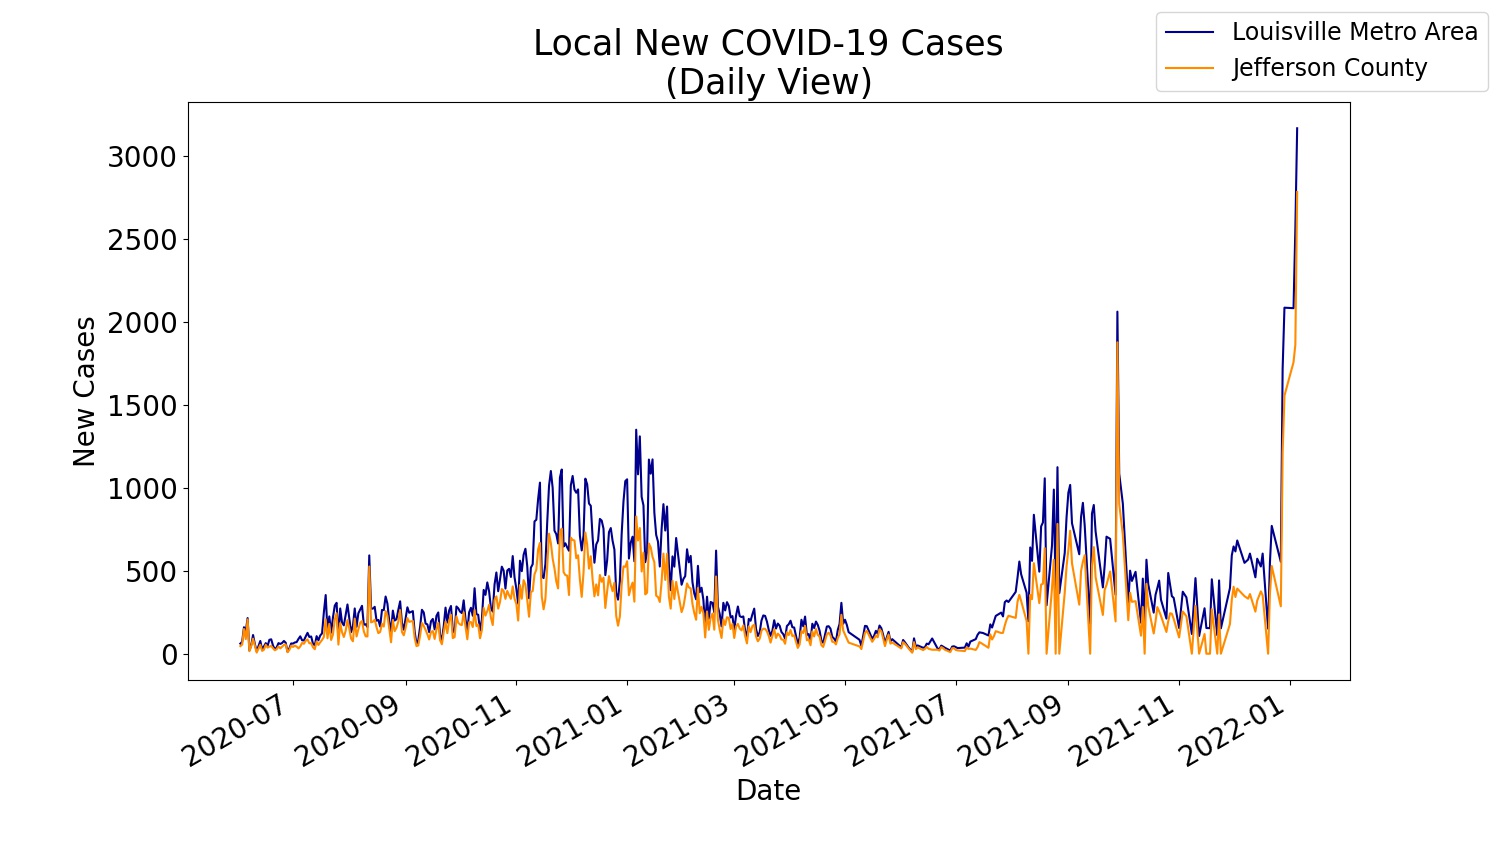 Local New COVID-19 Cases
(Daily View)
Louisville Metro Area
Jefferson County
New Cases
3000
2500
2000
1500
1000
500
0
2020-07
2020-09
2020-11
2021-01
2021-03
2021-05
2021-07
2021-09
2021-11
2022-01
Date